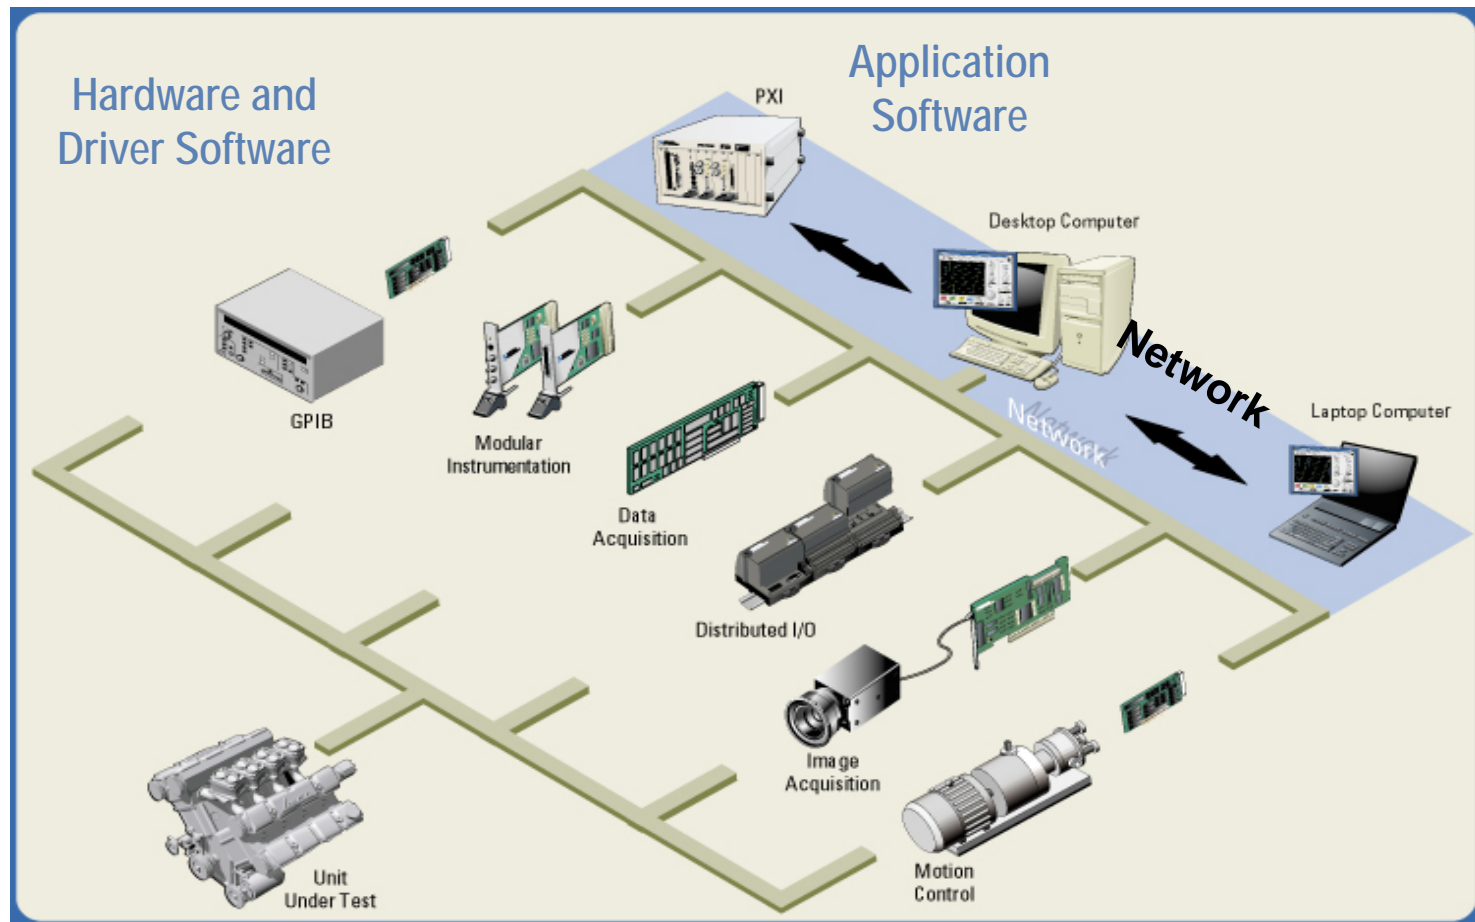 Hardware and
Driver Software
Application
Software
PXI
Desktop Computer
Network
Network
Network
Laptop Computer
GPIB
Modular
Instrumentation
Data
Acquisition
Distributed I/O
Image
Acquisition
Motion
Control
Unit
Under Test